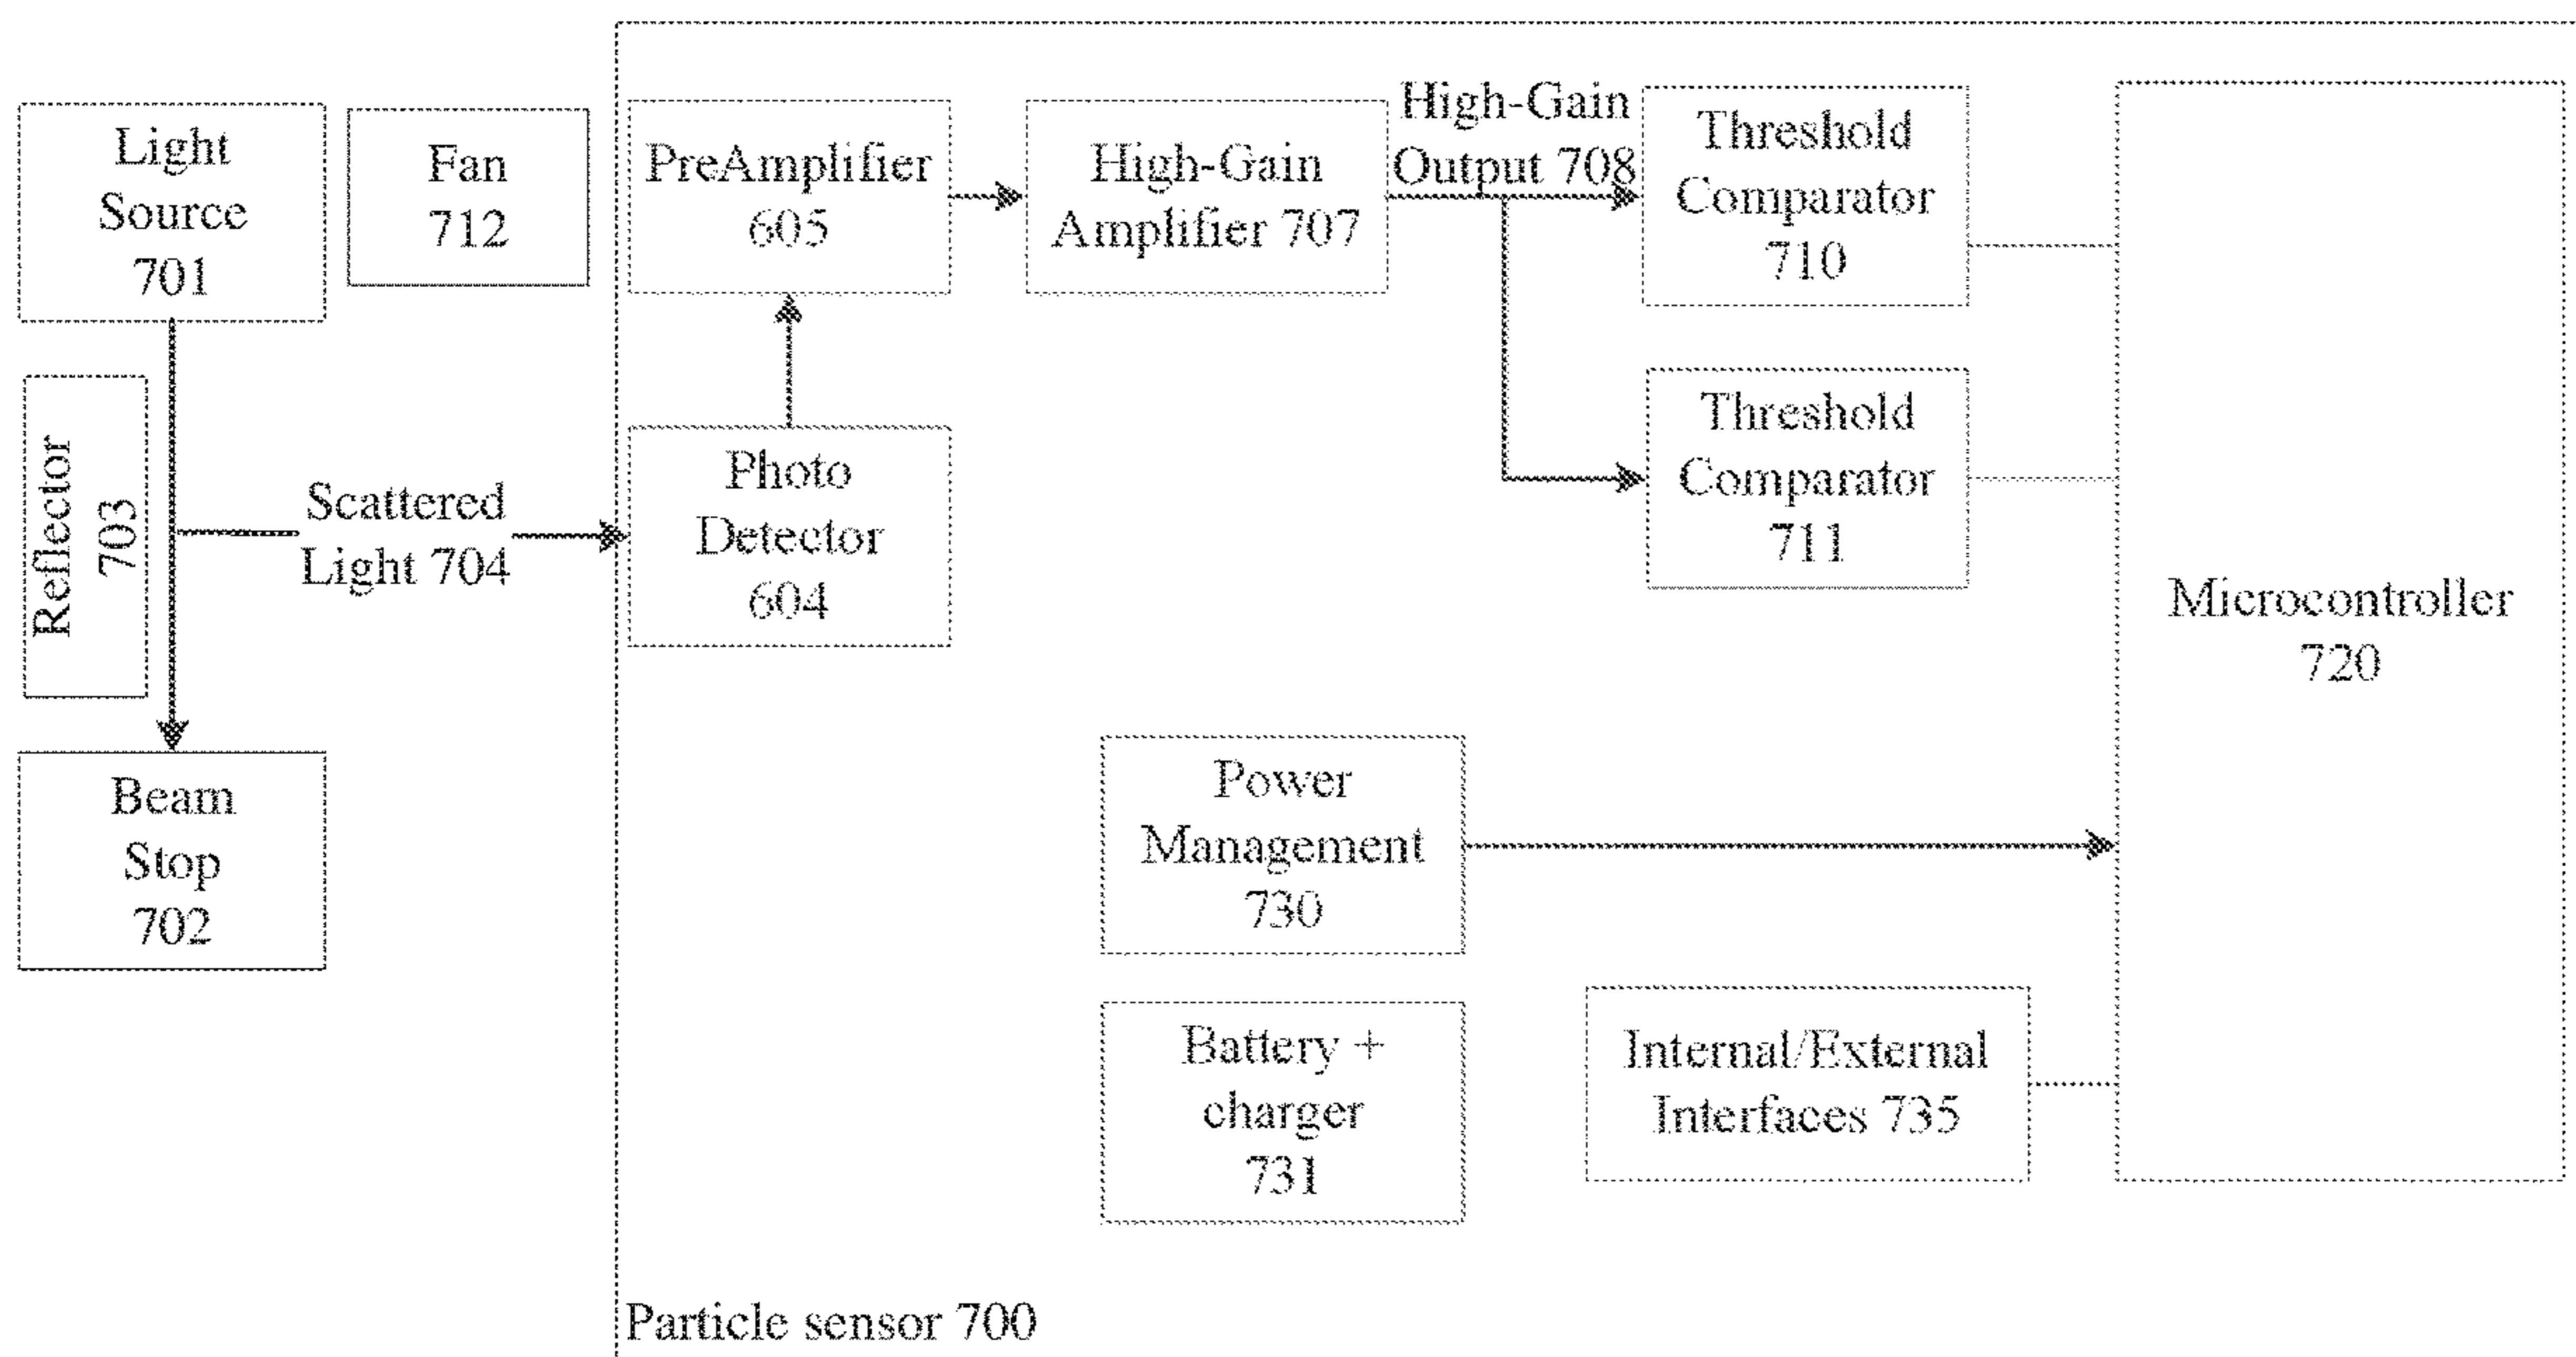 Light
Source
701
Fan
712
PreAmplifier
605
High-Gain
Amplifier 707
High-Gain
Output 708
Threshold
Comparator
710
Reflector
703
Scattered
Light 704
Photo
Detector
604
Threshold
Comparator
711
Microcontroller
720
Beam
Stop
702
Power
Management
730
Battery +
charger
731
Internal/External
Interfaces 735
Particle sensor 700